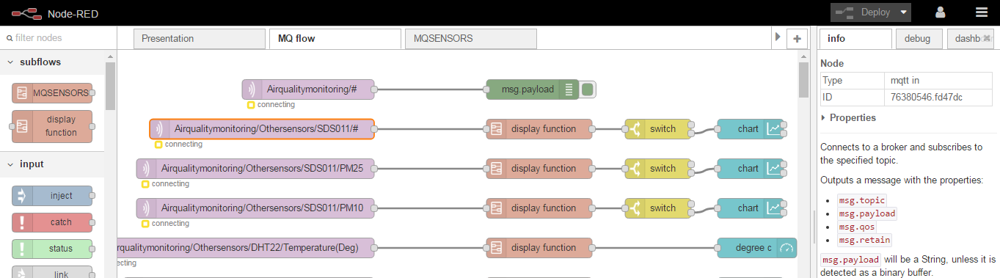 Node-RED
Deploy
filter nodes
Presentation
MQ flow
MQSENSORS
info
debug
dashb
subflows
MQSENSORS
display
function
input
inject
catch
status
link
Airqualitymonitoring/#
connecting
msg.payload
Airqualitymonitoring/Othersensors/SDS011/#
connecting
display function
switch
chart
Airqualitymonitoring/Othersensors/SDS011/PM25
connecting
display function
switch
chart
Airqualitymonitoring/Othersensors/SDS011/PM10
connecting
display function
switch
chart
rqualitymonitoring/Othersensors/DHT22/Temperature(Deg)
ecting
display function
degree c
Node
Type mqtt in
ID 76380546.fd47dc
Properties
Connects to a broker and subscribes to
the specified topic.
Outputs a message with the properties:
msg.topic
msg.payload
msg.qos
msg.retain
msg.payload will be a String, unless it is
detected as a binary buffer.